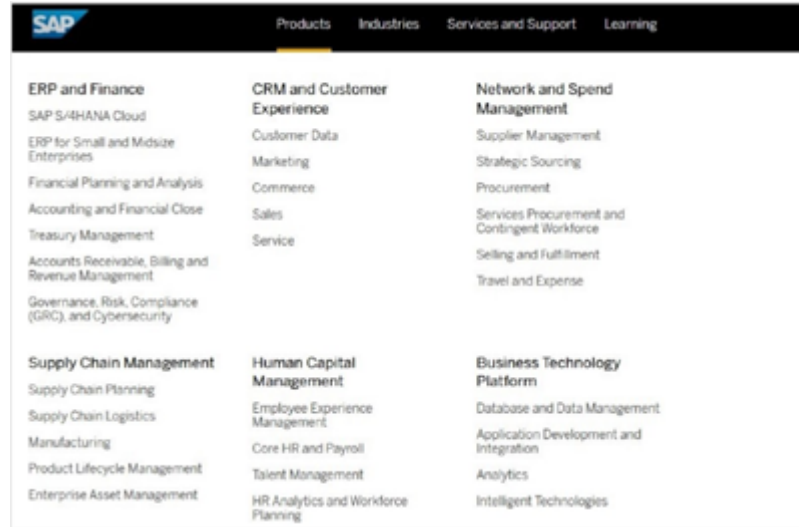 SAP
Products Industries Services and Support Learning
ERP and Finance
SAP S/4HANA Cloud
ERP for Small and Midsize
Enterprises
Financial Planning and Analysis
Accounting and Financial Close
Treasury Management
Accounts Receivable, Billing and
Revenue Management
Governance, Risk, Compliance
(GRC), and Cybersecurity
CRM and Customer
Experience
Customer Data
Marketing
Commerce
Sales
Service
Network and Spend
Management
Supplier Management
Strategic Sourcing
Procurement
Services Procurement and
Contingent Workforce
Selling and Fulfillment
Travel and Expense
Supply Chain Management
Supply Chain Planning
Supply Chain Logistics
Manufacturing
Product Lifecycle Management
Enterprise Asset Management
Human Capital
Management
Employee Experience
Management
Core HR and Payroll
Talent Management
HR Analytics and Workforce
Planning
Business Technology
Platform
Database and Data Management
Application Development and
Integration
Analytics
Intelligent Technologies